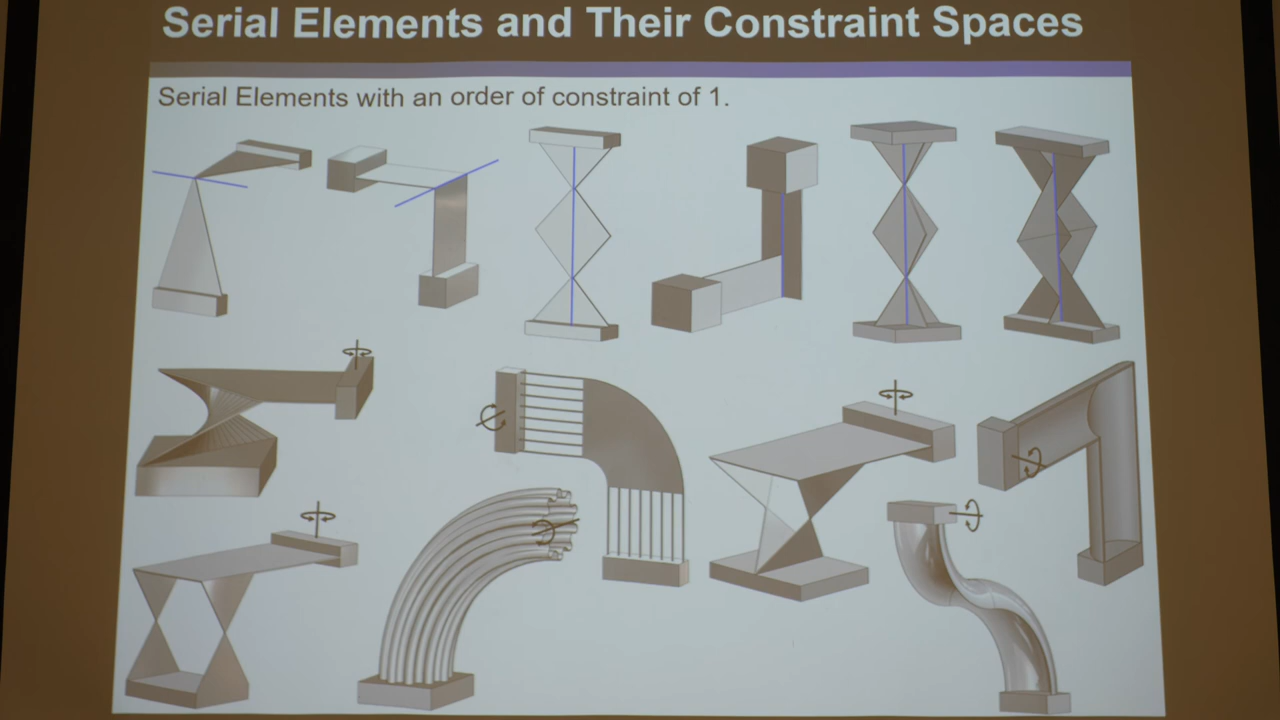 Serial Elements and Their Constraint Spaces
Serial Elements with an order of constraint of 1.